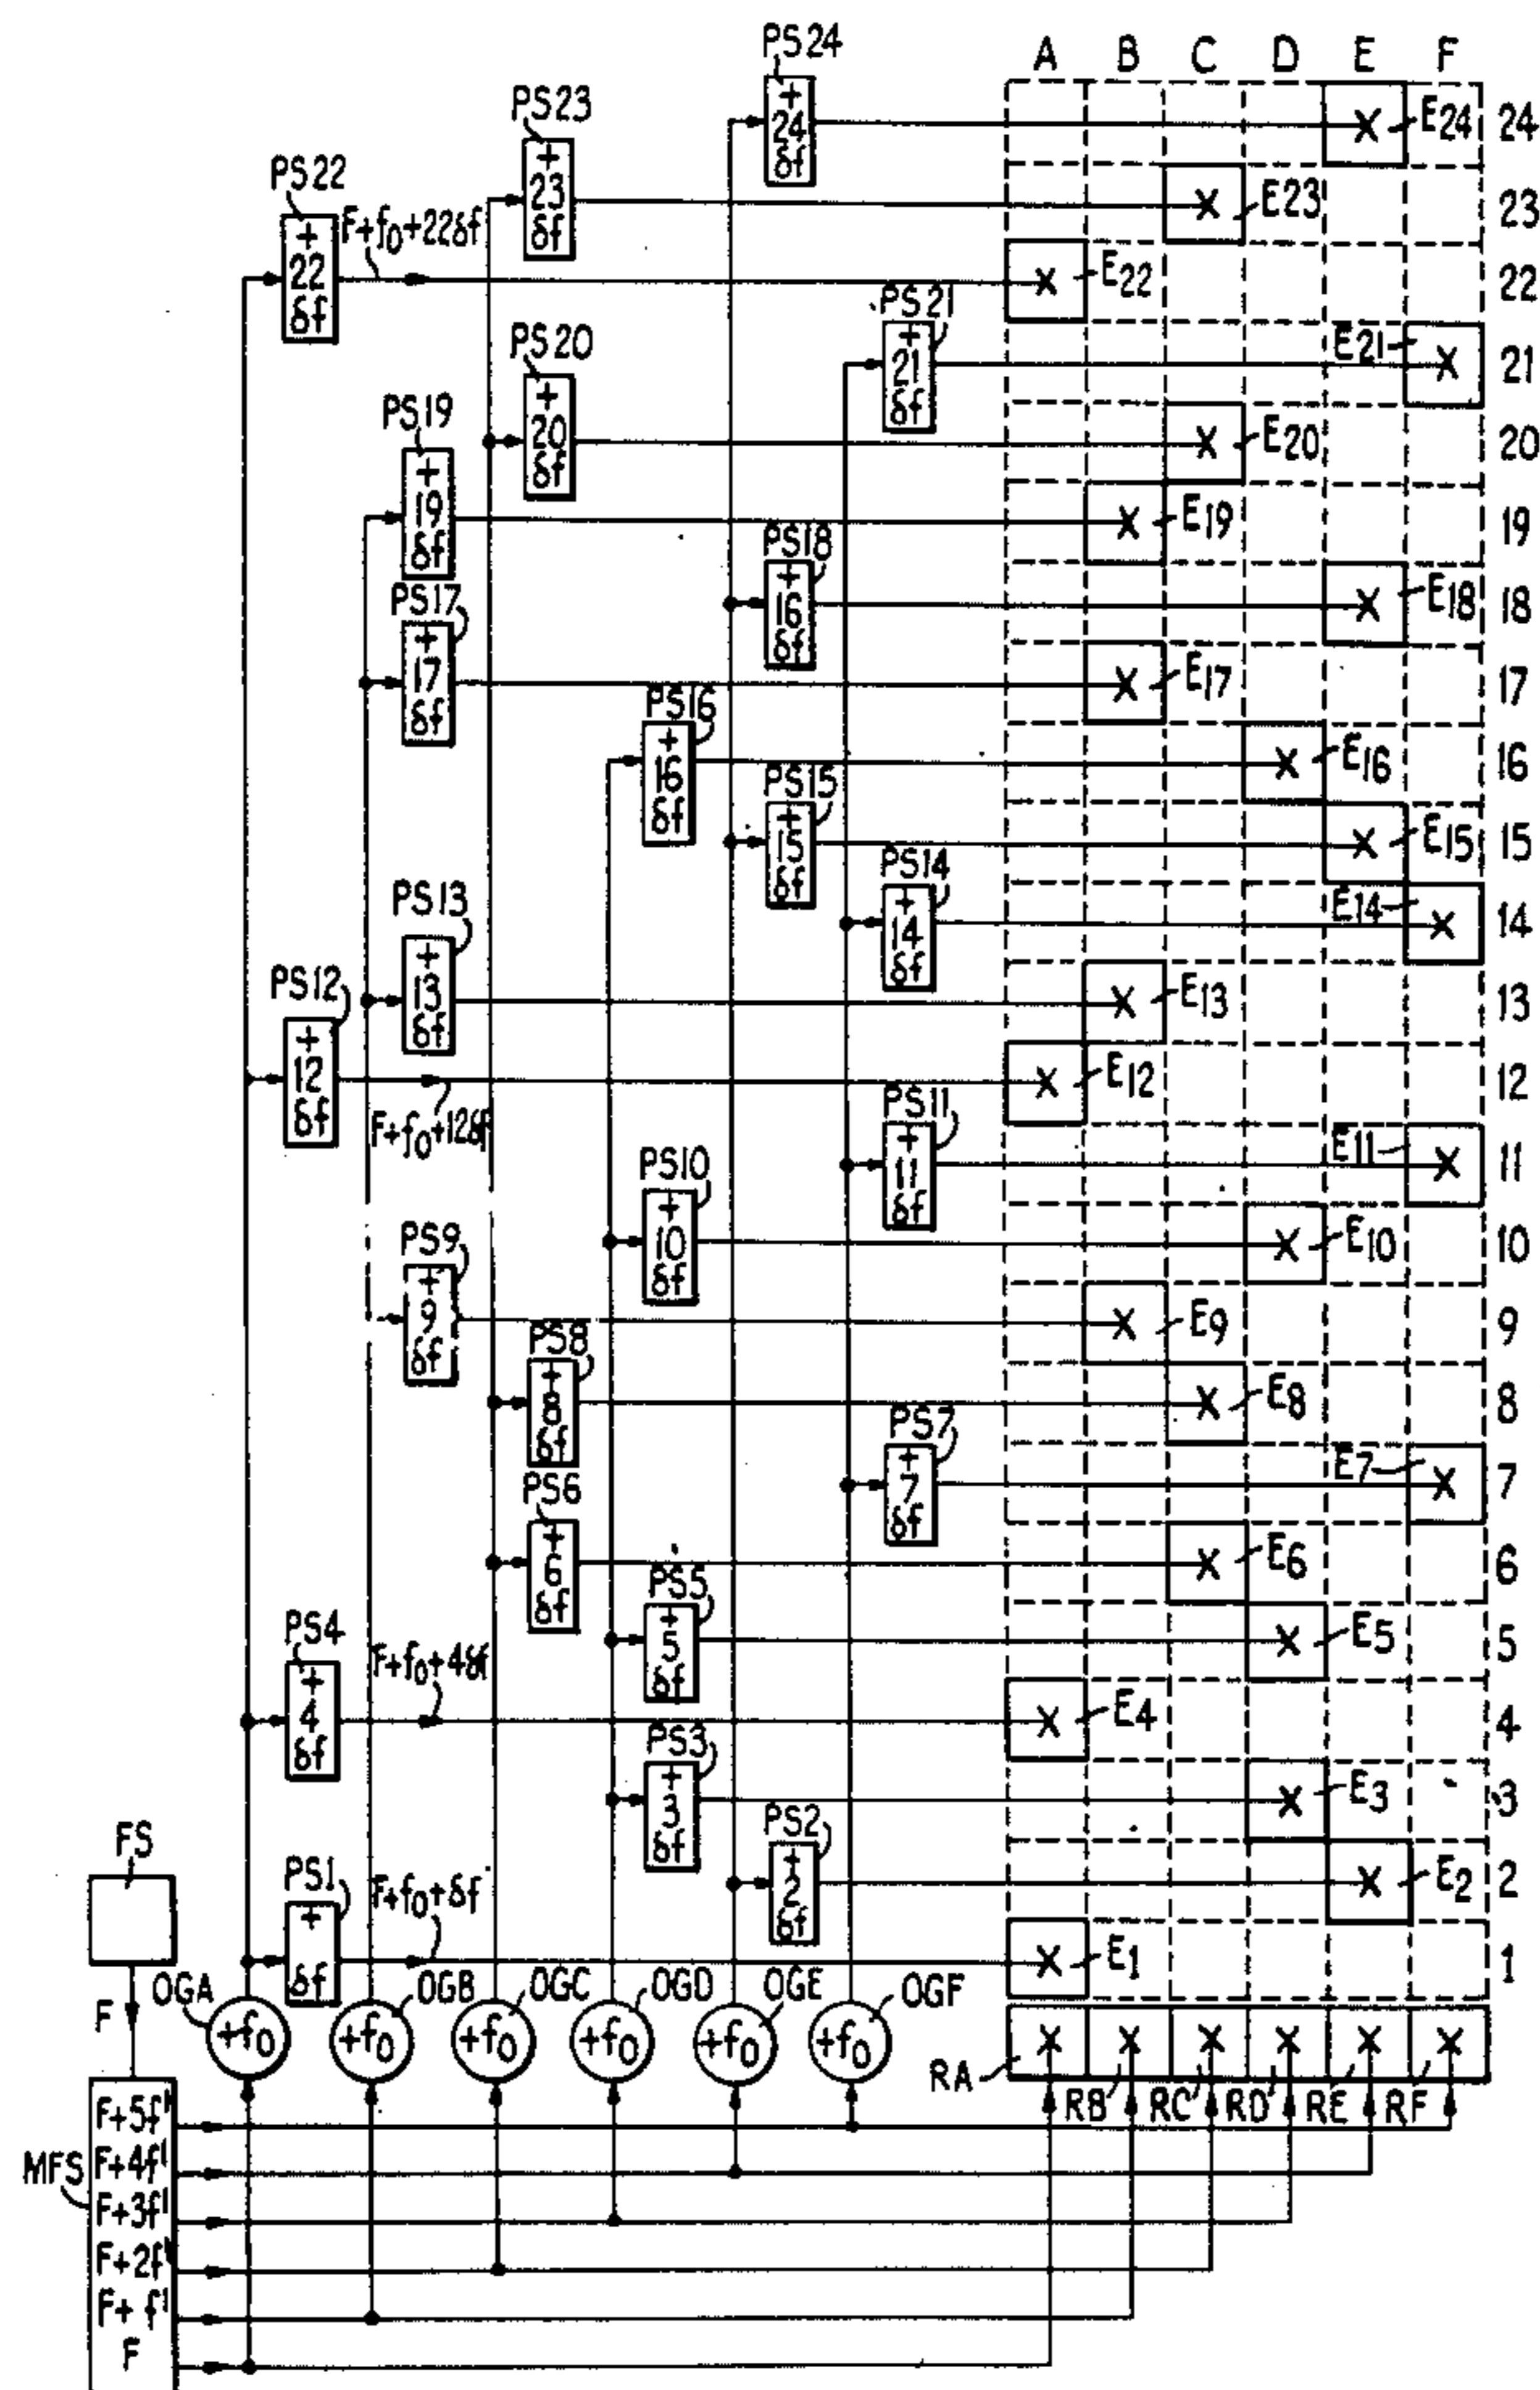 A B C D E F
PS24
+
24
δf
E24 24
PS23
+
23
δf
E23 23
PS22
+
22
δf
F+f0+22δf
E22 22
PS21
+
21
δf
E21 21
PS20
+
20
δf
E20 20
PS19
+
19
δf
E19 19
PS18
+
16
δf
E18 18
PS17
+
17
δf
E17 17
PS16
+
16
δf
E16 16
PS15
+
15
δf
E15 15
PS14
+
14
δf
E14 14
PS13
+
13
δf
E13 13
PS12
+
12
δf
F+f0+12δf
E12 12
PS11
+
11
δf
E11 11
PS10
+
10
δf
E10 10
PS9
+
9
δf
E9 9
PS8
+
8
δf
E8 8
PS7
+
7
δf
E7 7
PS6
+
6
δf
E6 6
PS5
+
5
δf
E5 5
PS4
+
4
δf
F+f0+4δf
E4 4
PS3
+
3
δf
E3 3
PS2
+
2
δf
E2 2
PS1
+
δf
F+f0+δf
E1 1
FS
F
OGA OGB OGC OGD OGE OGF
+f0 +f0 +f0 +f0 +f0 +f0
RA RB RC RD RE RF
MFS
F+5f'
F+4f'
F+3f'
F+2f'
F+ f'
F